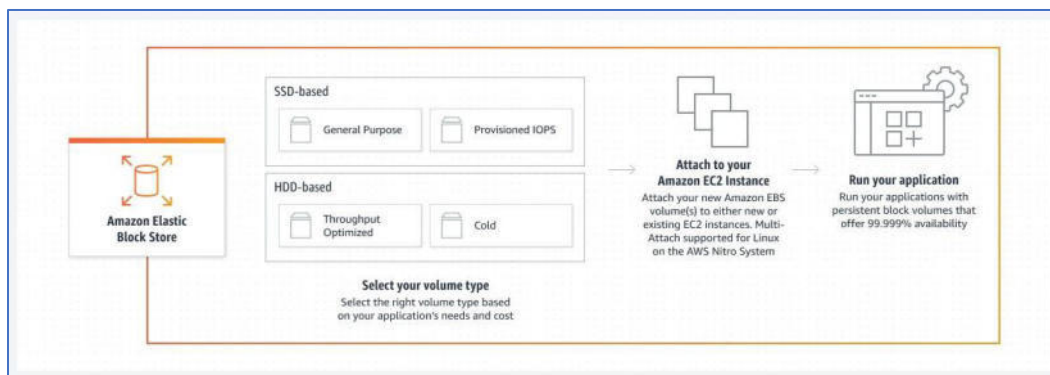 Amazon Elastic
Block Store
SSD-based
General Purpose
Provisioned IOPS
HDD-based
Throughput
Optimized
Cold
Select your volume type
Select the right volume type based
on your application's needs and cost
Attach to your
Amazon EC2 Instance
Attach your new Amazon EBS
volume(s) to either new or
existing EC2 instances. Multi-
Attach supported for Linux
on the AWS Nitro System
Run your application
Run your applications with
persistent block volumes that
offer 99.999% availability